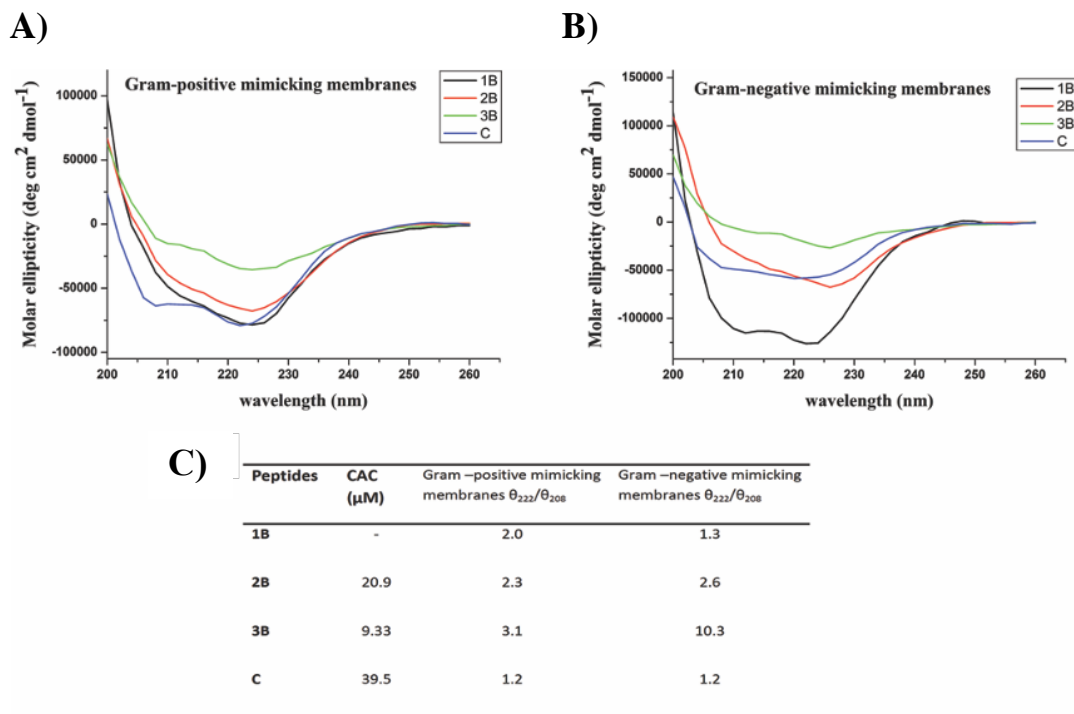 A)
B)
Gram-positive mimicking membranes
1B
2B
3B
C
100000
50000
0
-50000
-100000
Molar ellipticity (deg cm² dmol⁻¹)
200 210 220 230 240 250 260
wavelength (nm)
Gram-negative mimicking membranes
1B
2B
3B
C
150000
100000
50000
0
-50000
-100000
Molar ellipticity (deg cm² dmol⁻¹)
200 210 220 230 240 250 260
wavelength (nm)
C)
Peptides CAC Gram –positive mimicking Gram –negative mimicking
(μM) membranes θ₂₂₂/θ₂₀₈ membranes θ₂₂₂/θ₂₀₈
1B - 2.0 1.3
2B 20.9 2.3 2.6
3B 9.33 3.1 10.3
C 39.5 1.2 1.2